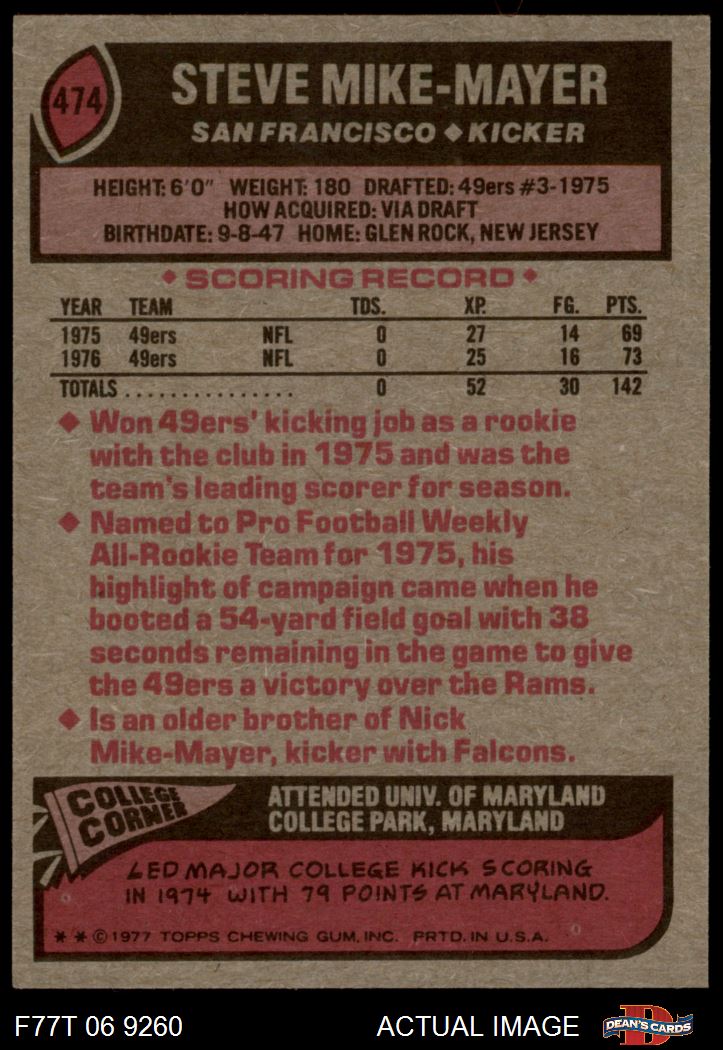 474
STEVE MIKE-MAYER
SAN FRANCISCO ◆ KICKER
HEIGHT: 6'0" WEIGHT: 180 DRAFTED: 49ers #3-1975
HOW ACQUIRED: VIA DRAFT
BIRTHDATE: 9-8-47 HOME: GLEN ROCK, NEW JERSEY
◆ SCORING RECORD ◆
YEAR TEAM TDS. XP. FG. PTS.
1975 49ers NFL 0 27 14 69
1976 49ers NFL 0 25 16 73
TOTALS ............... 0 52 30 142
◆ Won 49ers' kicking job as a rookie
with the club in 1975 and was the
team's leading scorer for season.
◆ Named to Pro Football Weekly
All-Rookie Team for 1975, his
highlight of campaign came when he
booted a 54-yard field goal with 38
seconds remaining in the game to give
the 49ers a victory over the Rams.
◆ Is an older brother of Nick
Mike-Mayer, kicker with Falcons.
COLLEGE
CORNER
ATTENDED UNIV. OF MARYLAND
COLLEGE PARK, MARYLAND
LED MAJOR COLLEGE KICK SCORING
IN 1974 WITH 79 POINTS AT MARYLAND.
* * © 1977 TOPPS CHEWING GUM, INC. PRTD. IN U.S.A.
F77T 06 9260 ACTUAL IMAGE
D
DEAN'S CARDS